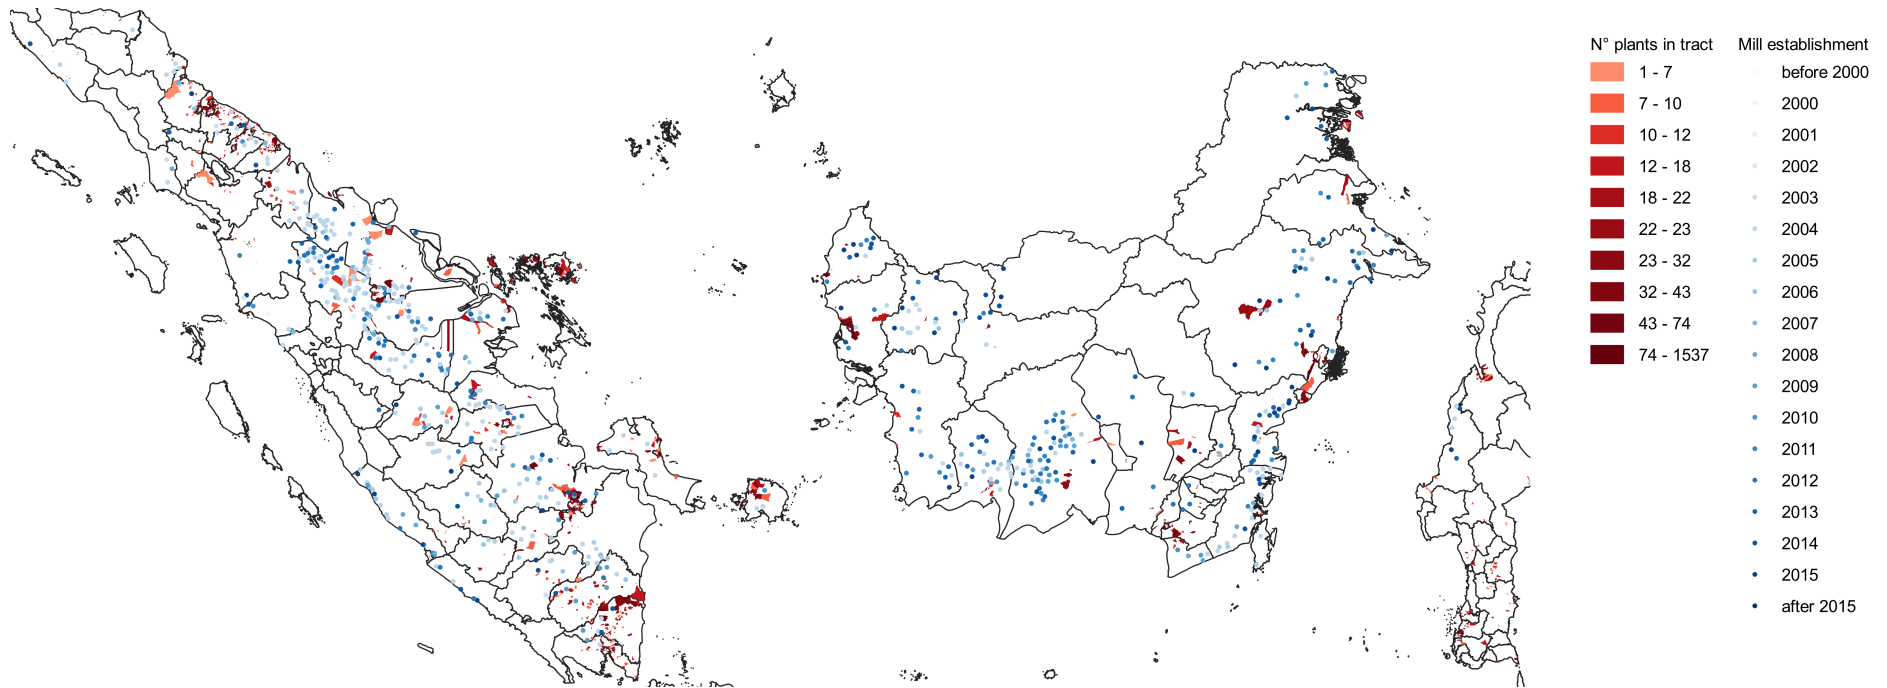 N° plants in tract
1 - 7
7 - 10
10 - 12
12 - 18
18 - 22
22 - 23
23 - 32
32 - 43
43 - 74
74 - 1537
Mill establishment
before 2000
2000
2001
2002
2003
2004
2005
2006
2007
2008
2009
2010
2011
2012
2013
2014
2015
after 2015